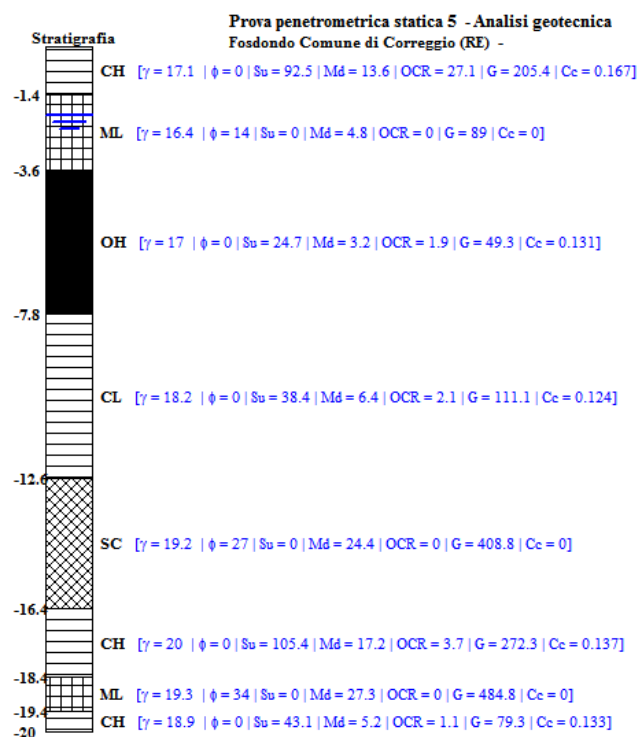 Prova penetrometrica statica 5 - Analisi geotecnica
Stratigrafia
Fosdondo Comune di Correggio (RE) -
CH [γ = 17.1 | ϕ = 0 | Su = 92.5 | Md = 13.6 | OCR = 27.1 | G = 205.4 | Cc = 0.167]
-1.4
ML [γ = 16.4 | ϕ = 14 | Su = 0 | Md = 4.8 | OCR = 0 | G = 89 | Cc = 0]
-3.6
OH [γ = 17 | ϕ = 0 | Su = 24.7 | Md = 3.2 | OCR = 1.9 | G = 49.3 | Cc = 0.131]
-7.8
CL [γ = 18.2 | ϕ = 0 | Su = 38.4 | Md = 6.4 | OCR = 2.1 | G = 111.1 | Cc = 0.124]
-12.6
SC [γ = 19.2 | ϕ = 27 | Su = 0 | Md = 24.4 | OCR = 0 | G = 408.8 | Cc = 0]
-16.4
CH [γ = 20 | ϕ = 0 | Su = 105.4 | Md = 17.2 | OCR = 3.7 | G = 272.3 | Cc = 0.137]
-18.4
ML [γ = 19.3 | ϕ = 34 | Su = 0 | Md = 27.3 | OCR = 0 | G = 484.8 | Cc = 0]
-19.4
CH [γ = 18.9 | ϕ = 0 | Su = 43.1 | Md = 5.2 | OCR = 1.1 | G = 79.3 | Cc = 0.133]
-20